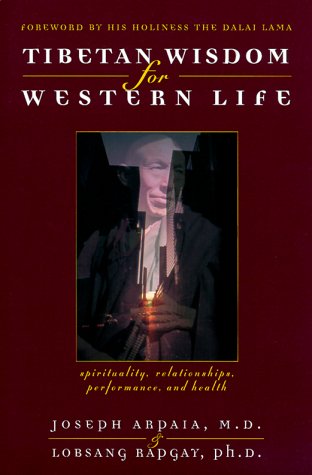 FOREWORD BY HIS HOLINESS THE DALAI LAMA
TIBETAN WISDOM
for
WESTERN LIFE
spirituality, relationships,
performance, and health
JOSEPH ARPAIA, M.D.
&
LOBSANG RAPGAY, ph.D.